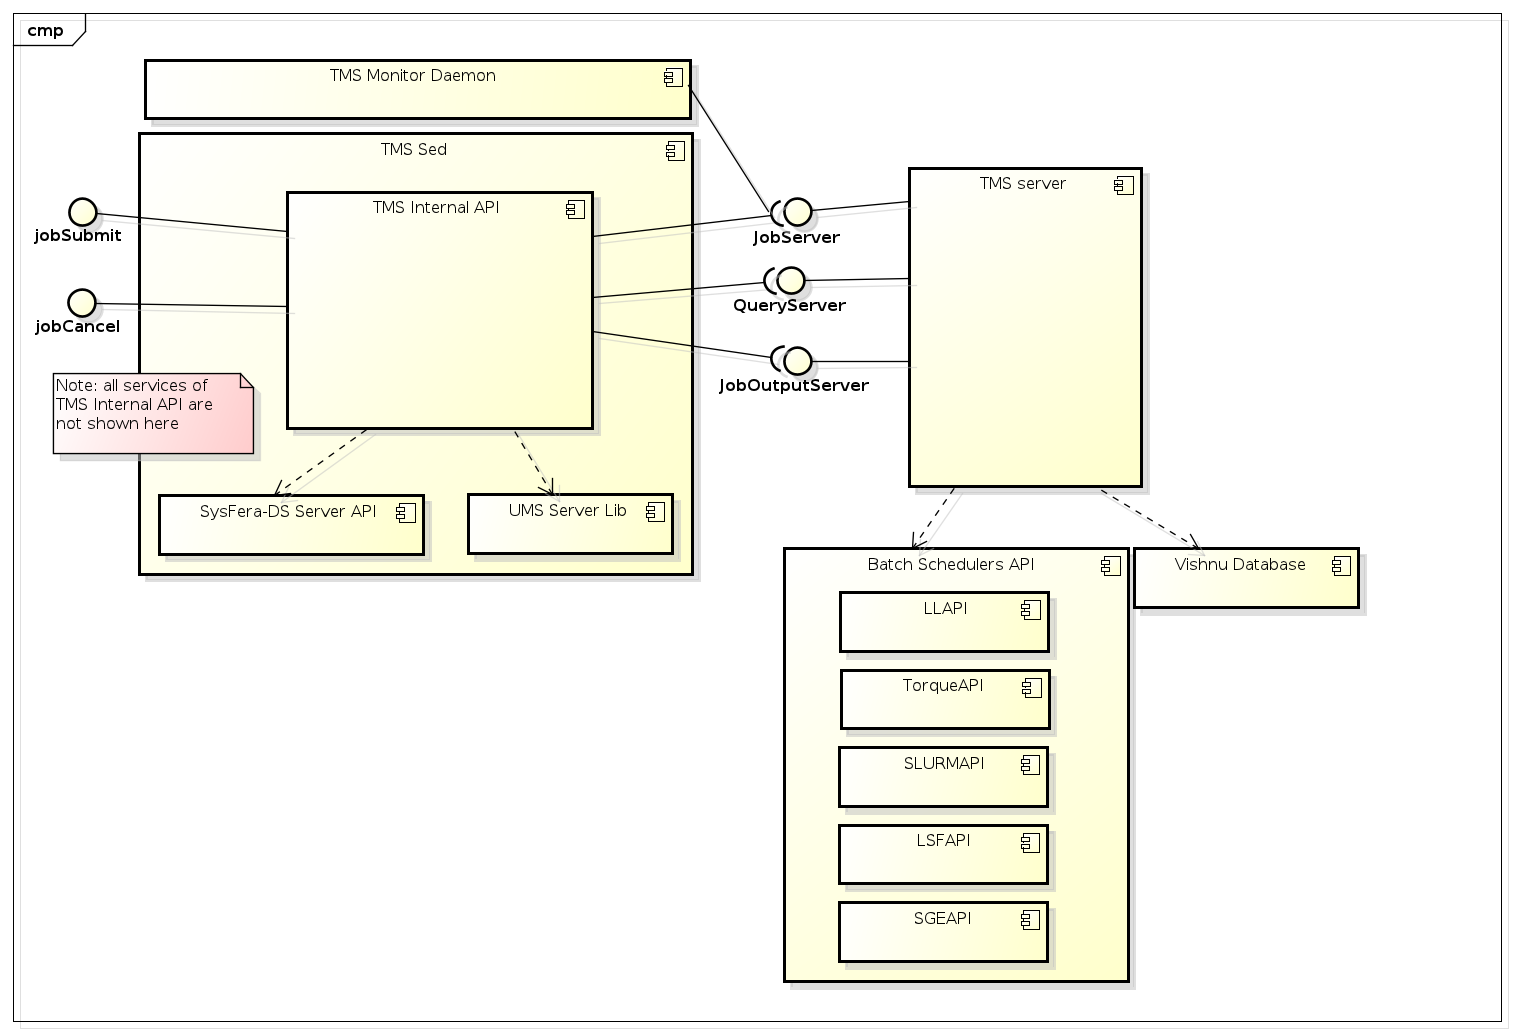 cmp
TMS Monitor Daemon
TMS Sed
TMS Internal API
jobSubmit
jobCancel
Note: all services of
TMS Internal API are
not shown here
SysFera-DS Server API
UMS Server Lib
JobServer
QueryServer
JobOutputServer
TMS server
Batch Schedulers API
LLAPI
TorqueAPI
SLURMAPI
LSFAPI
SGEAPI
Vishnu Database